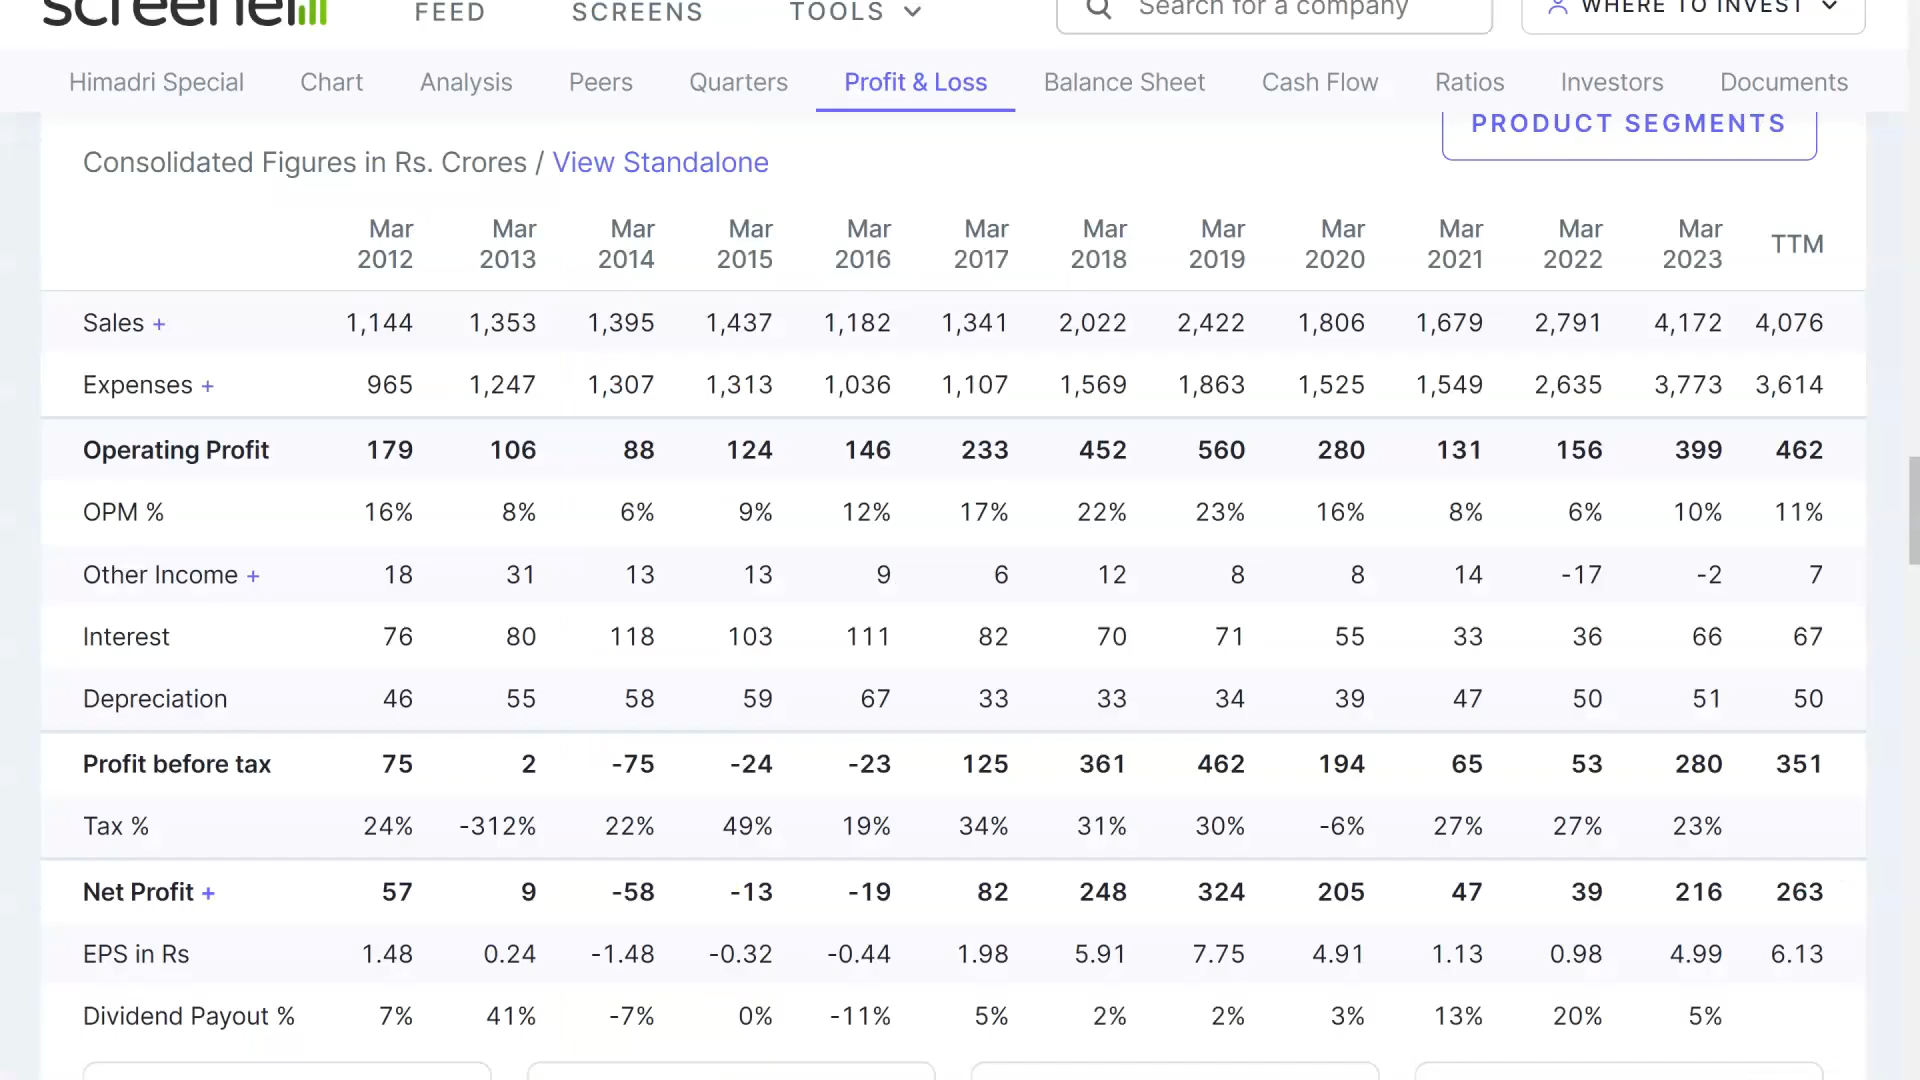 screener
FEED SCREENS TOOLS Search for a company WHERE TO INVEST
Himadri Special Chart Analysis Peers Quarters Profit & Loss Balance Sheet Cash Flow Ratios Investors Documents
PRODUCT SEGMENTS
Consolidated Figures in Rs. Crores / View Standalone
Mar 2012 Mar 2013 Mar 2014 Mar 2015 Mar 2016 Mar 2017 Mar 2018 Mar 2019 Mar 2020 Mar 2021 Mar 2022 Mar 2023 TTM
Sales + 1,144 1,353 1,395 1,437 1,182 1,341 2,022 2,422 1,806 1,679 2,791 4,172 4,076
Expenses + 965 1,247 1,307 1,313 1,036 1,107 1,569 1,863 1,525 1,549 2,635 3,773 3,614
Operating Profit 179 106 88 124 146 233 452 560 280 131 156 399 462
OPM % 16% 8% 6% 9% 12% 17% 22% 23% 16% 8% 6% 10% 11%
Other Income + 18 31 13 13 9 6 12 8 8 14 -17 -2 7
Interest 76 80 118 103 111 82 70 71 55 33 36 66 67
Depreciation 46 55 58 59 67 33 33 34 39 47 50 51 50
Profit before tax 75 2 -75 -24 -23 125 361 462 194 65 53 280 351
Tax % 24% -312% 22% 49% 19% 34% 31% 30% -6% 27% 27% 23%
Net Profit + 57 9 -58 -13 -19 82 248 324 205 47 39 216 263
EPS in Rs 1.48 0.24 -1.48 -0.32 -0.44 1.98 5.91 7.75 4.91 1.13 0.98 4.99 6.13
Dividend Payout % 7% 41% -7% 0% -11% 5% 2% 2% 3% 13% 20% 5%